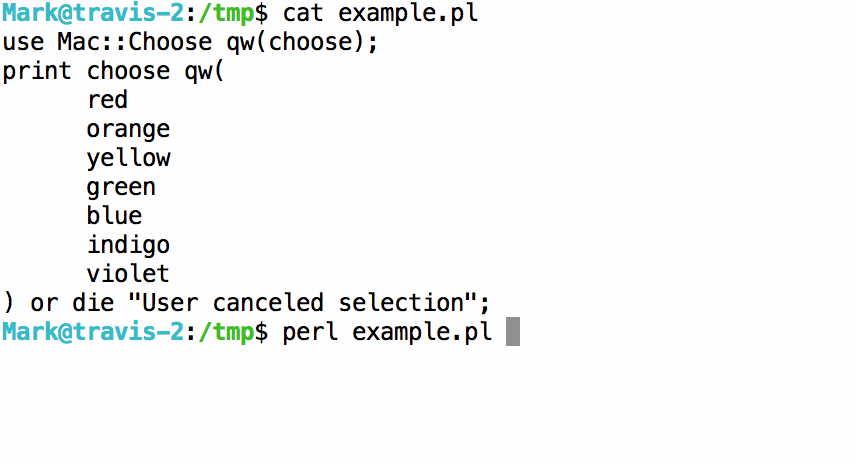 Mark@travis-2:/tmp$ cat example.pl
use Mac::Choose qw(choose);
print choose qw(
      red
      orange
      yellow
      green
      blue
      indigo
      violet
) or die "User canceled selection";
Mark@travis-2:/tmp$ perl example.pl